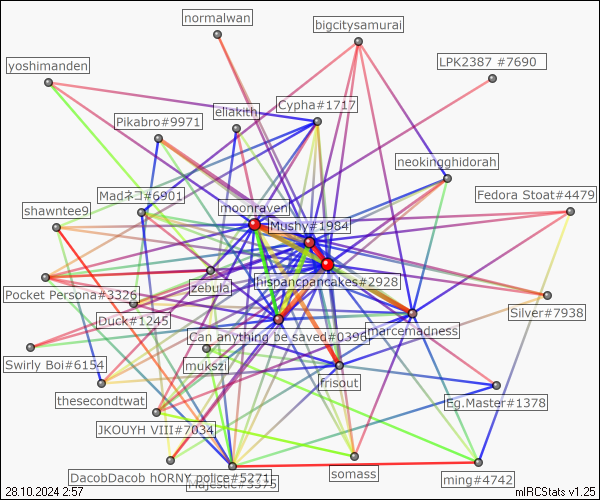 normalwan
bigcitysamurai
yoshimanden
LPK2387 #7690
Cypha#1717
eliakith
Pikabro#9971
neokingghidorah
Madネコ#6901
Fedora Stoat#4479
shawntee9
moonraven
Mushy#1984
hispancpancakes#2928
zebula
Pocket Persona#3326
Silver#7938
Duck#1245
marcemadness
Can anything be saved#0396
Swirly Boi#6154
mukszi
frisout
thesecondtwat
Eg.Master#1378
JKOUYH VIII#7034
DacobDacob hORNY police#5271
somass
ming#4742
28.10.2024 2:57
mIRCStats v1.25